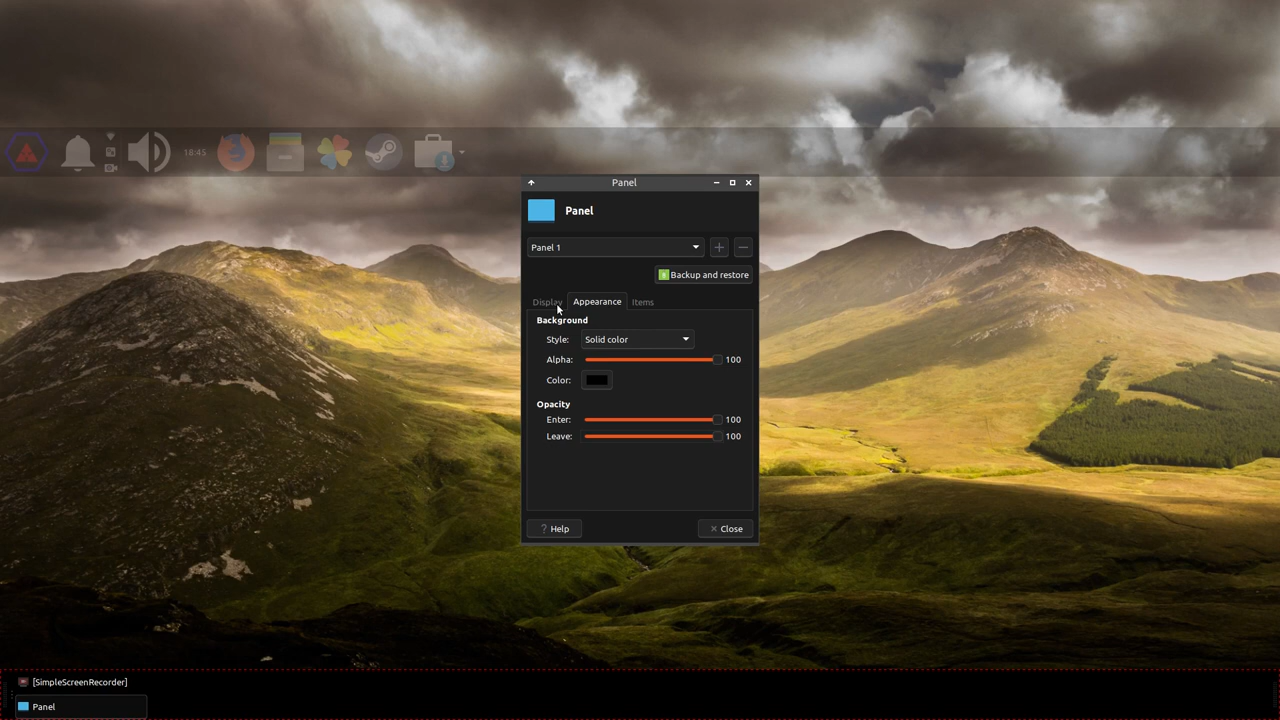 18:45
Panel
Panel
Panel 1
Backup and restore
Display
Appearance
Items
Background
Style:
Solid color
Alpha:
100
Color:
Opacity
Enter:
100
Leave:
100
? Help
Close
[SimpleScreenRecorder]
Panel